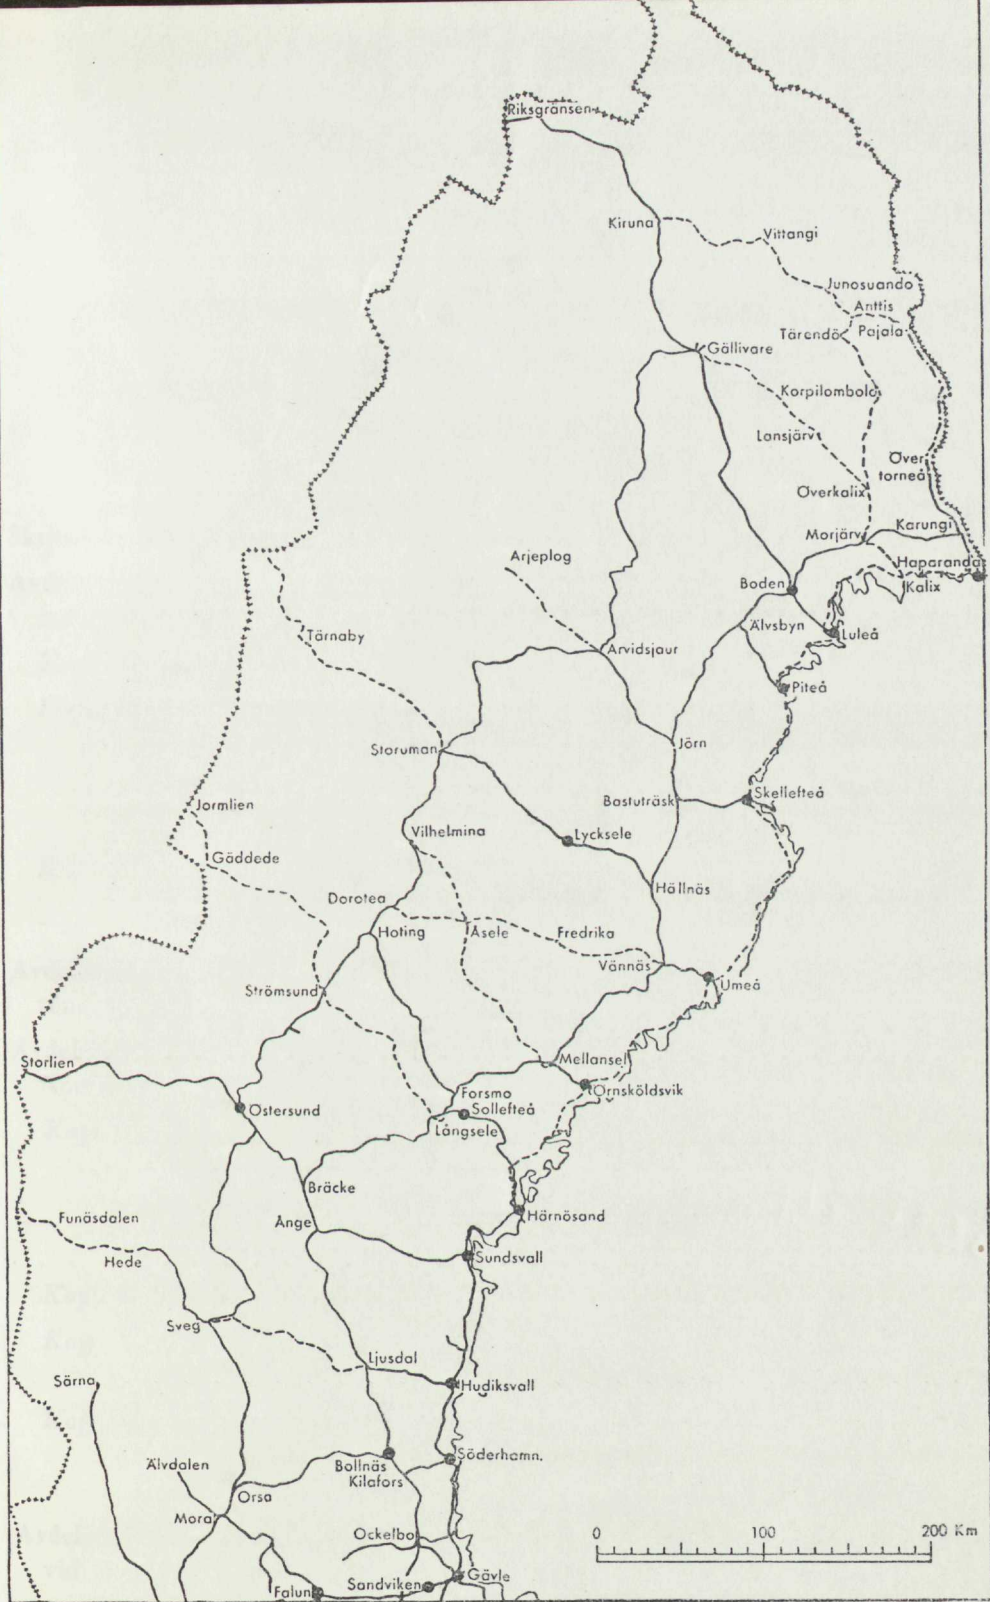 Riksgränsen
Kiruna
Vittangi
Junosuando
Anttis
Tärendö
Pajala
Gällivare
Korpilombolo
Lansjärv
Över
torneå
Överkalix
Morjärv
Karungi
Haparanda
Kalix
Arjeplog
Boden
Älvsbyn
Luleå
Tärnaby
Arvidsjaur
Piteå
Storuman
Jörn
Jormlien
Bastuträsk
Skellefteå
Vilhelmina
Lycksele
Gäddede
Dorotea
Hällnäs
Hoting
Åsele
Fredrika
Vännäs
Umeå
Strömsund
Storlien
Mellansel
Östersund
Forsmo
Örnsköldsvik
Sollefteå
Långsele
Bräcke
Funäsdalen
Ånge
Härnösand
Hede
Sundsvall
Sveg
Ljusdal
Särna
Hudiksvall
Älvdalen
Bollnäs
Söderhamn.
Kilafors
Orsa
Mora
Ockelbo
0 100 200 Km
Falun
Sandviken
Gävle